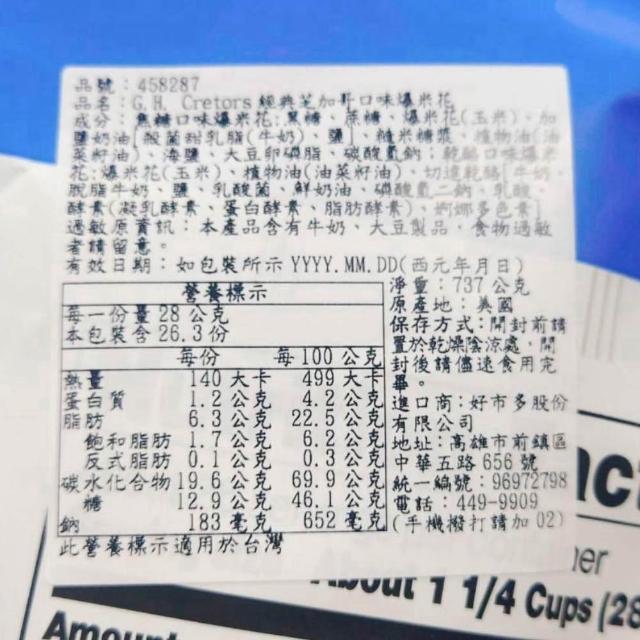 品號：458287
品名：G.H. Cretors 經典芝加哥口味爆米花
成分：焦糖口味爆米花:黑糖、蔗糖、爆米花(玉米)、加
鹽奶油[殺菌甜乳脂(牛奶)、鹽]、糙米糖漿、植物油(油
菜籽油)、海鹽、大豆卵磷脂、碳酸氫鈉;乾酪口味爆米
花:爆米花(玉米)、植物油(油菜籽油)、切達乾酪[牛奶、
脫脂牛奶、鹽、乳酸菌、鮮奶油、磷酸氫二鈉、乳酸、
酵素(凝乳酵素、蛋白酵素、脂肪酵素)、婀娜多色素]
過敏原資訊：本產品含有牛奶、大豆製品，食物過敏
者請留意。
有效日期：如包裝所示 YYYY.MM.DD(西元年月日)
營養標示
每一份量 28 公克
本包裝含 26.3份
每份 每 100 公克
熱量 140 大卡 499 大卡
蛋白質 1.2 公克 4.2 公克
脂肪 6.3 公克 22.5 公克
飽和脂肪 1.7 公克 6.2 公克
反式脂肪 0.1 公克 0.3 公克
碳水化合物 19.6 公克 69.9 公克
糖 12.9 公克 46.1 公克
鈉 183 毫克 652 毫克
此營養標示適用於台灣
淨重：737 公克
原產地：美國
保存方式：開封前請
置於乾燥陰涼處，開
封後請儘速食用完
畢。
進口商：好市多股份
有限公司
地址：高雄市前鎮區
中華五路 656 號
統一編號：96972798
電話：449-9909
(手機撥打請加 02)
About 1 1/4 Cups (28
Amount